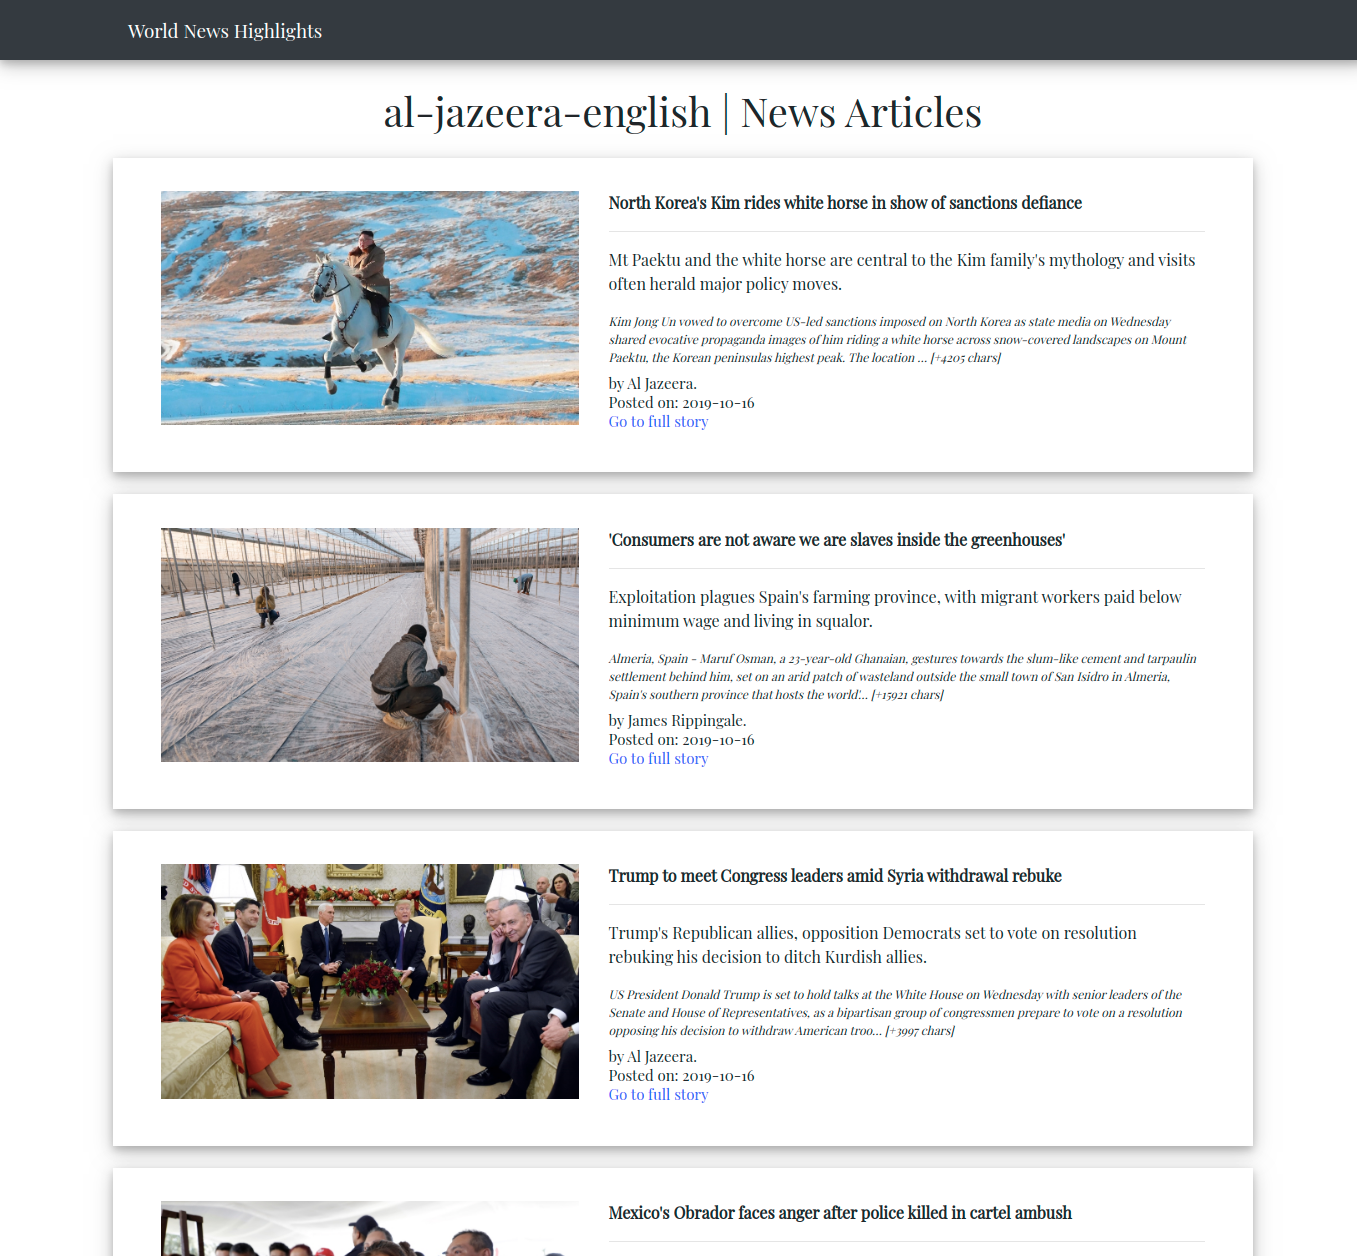 World News Highlights
al-jazeera-english | News Articles
North Korea's Kim rides white horse in show of sanctions defiance
Mt Paektu and the white horse are central to the Kim family's mythology and visits
often herald major policy moves.
Kim Jong Un vowed to overcome US-led sanctions imposed on North Korea as state media on Wednesday
shared evocative propaganda images of him riding a white horse across snow-covered landscapes on Mount
Paektu, the Korean peninsulas highest peak. The location … [+4205 chars]
by Al Jazeera.
Posted on: 2019-10-16
Go to full story
'Consumers are not aware we are slaves inside the greenhouses'
Exploitation plagues Spain's farming province, with migrant workers paid below
minimum wage and living in squalor.
Almeria, Spain - Maruf Osman, a 23-year-old Ghanaian, gestures towards the slum-like cement and tarpaulin
settlement behind him, set on an arid patch of wasteland outside the small town of San Isidro in Almeria,
Spain's southern province that hosts the world'… [+15921 chars]
by James Rippingale.
Posted on: 2019-10-16
Go to full story
Trump to meet Congress leaders amid Syria withdrawal rebuke
Trump's Republican allies, opposition Democrats set to vote on resolution
rebuking his decision to ditch Kurdish allies.
US President Donald Trump is set to hold talks at the White House on Wednesday with senior leaders of the
Senate and House of Representatives, as a bipartisan group of congressmen prepare to vote on a resolution
opposing his decision to withdraw American troo… [+3997 chars]
by Al Jazeera.
Posted on: 2019-10-16
Go to full story
Mexico's Obrador faces anger after police killed in cartel ambush